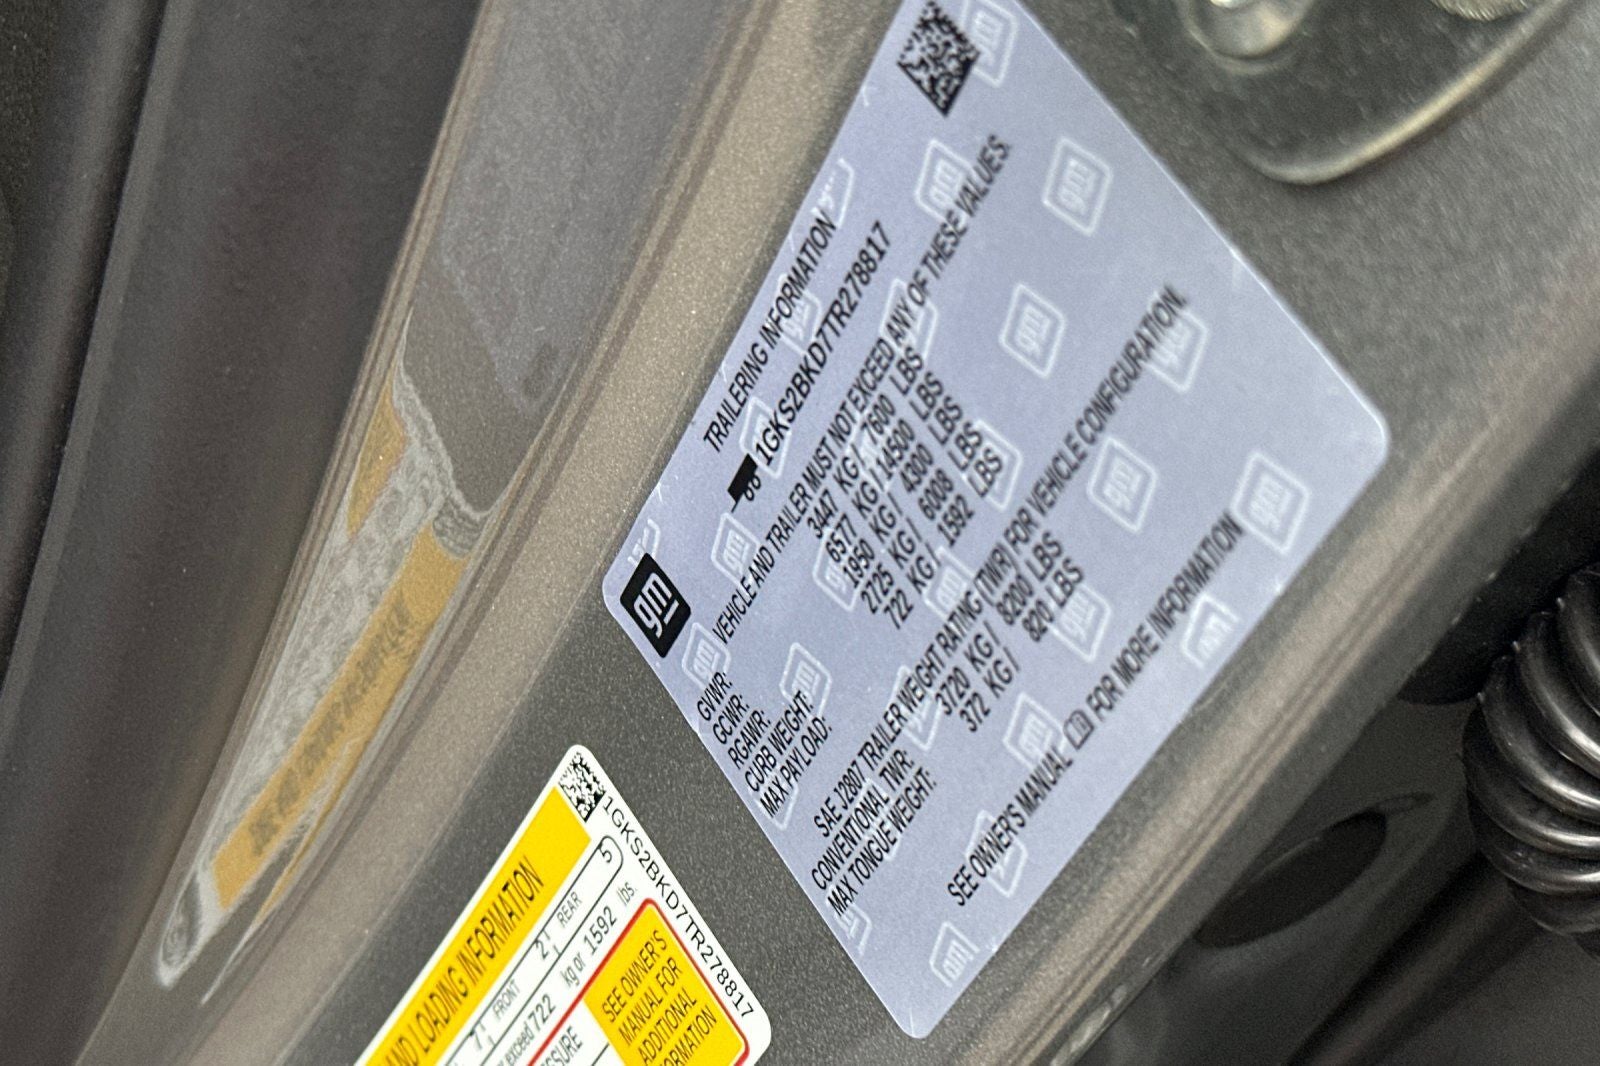 gm
TRAILERING INFORMATION
1GKS2BKD7TR278817
VEHICLE AND TRAILER MUST NOT EXCEED ANY OF THESE VALUES.
GVWR: 3447 KG / 7600 LBS
GCWR: 6577 KG / 14500 LBS
RGAWR: 1950 KG / 4300 LBS
CURB WEIGHT: 2725 KG / 6008 LBS
MAX PAYLOAD: 722 KG / 1592 LBS
SAE J2807 TRAILER WEIGHT RATING (TWR) FOR VEHICLE CONFIGURATION.
CONVENTIONAL TWR: 3720 KG / 8200 LBS
MAX TONGUE WEIGHT: 372 KG / 820 LBS
SEE OWNER'S MANUAL FOR MORE INFORMATION
AND LOADING INFORMATION
1GKS2BKD7TR278817
7 FRONT 2 REAR 5
exceed 722 kg or 1592 lbs.
SEE OWNER'S
MANUAL FOR
ADDITIONAL